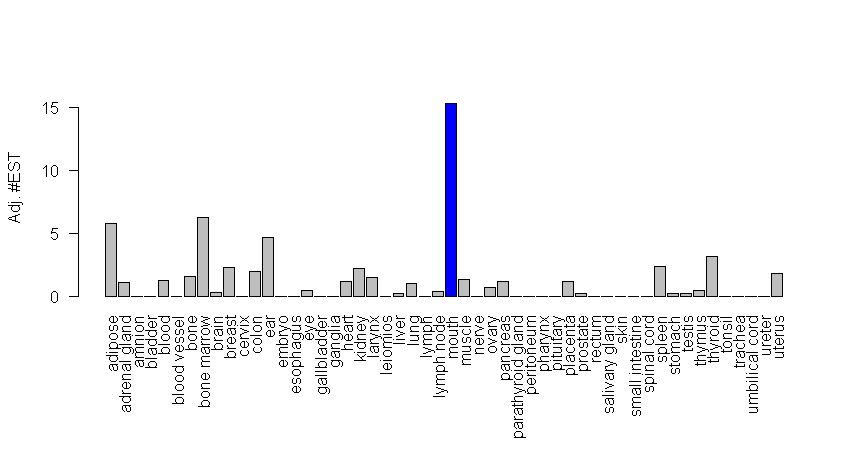 Adj. #EST
15
10
5
0
adipose
adrenal gland
amnion
bladder
blood
blood vessel
bone
bone marrow
brain
breast
cervix
colon
ear
embryo
esophagus
eye
gallbladder
ganglia
heart
kidney
larynx
leiomios
liver
lung
lymph
lymph node
mouth
muscle
nerve
ovary
pancreas
parathyroid gland
peritoneum
pharynx
pituitary
placenta
prostate
rectum
salivary gland
skin
small intestine
spinal cord
spleen
stomach
testis
thymus
thyroid
tonsil
trachea
umbilical cord
ureter
uterus